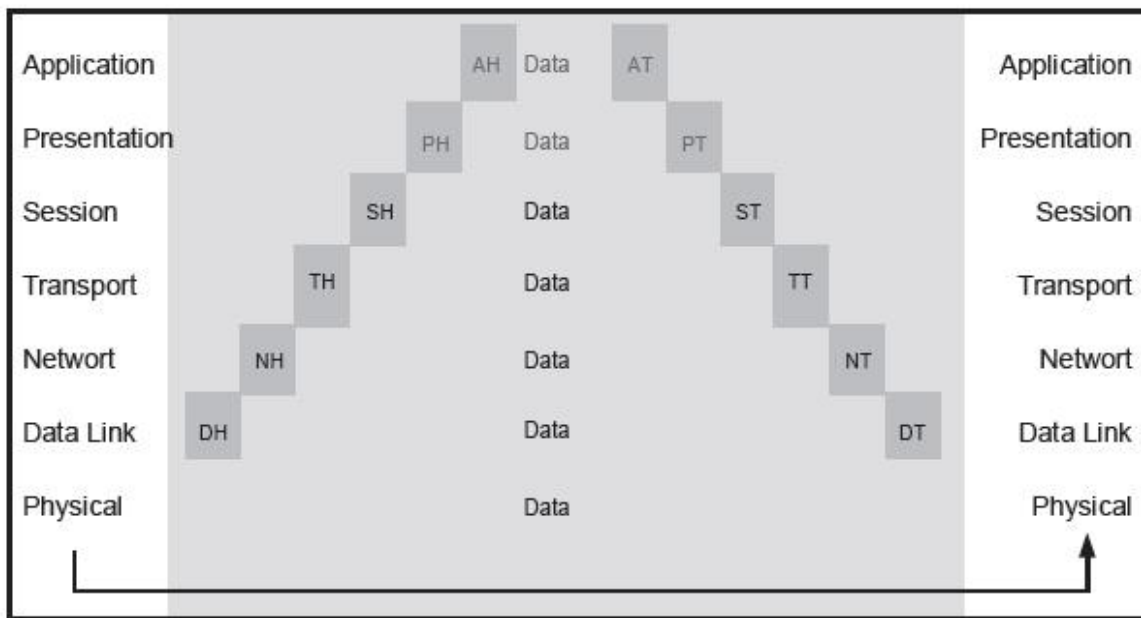 Application AH Data AT Application
Presentation PH Data PT Presentation
Session SH Data ST Session
Transport TH Data TT Transport
Networt NH Data NT Networt
Data Link DH Data DT Data Link
Physical Data Physical